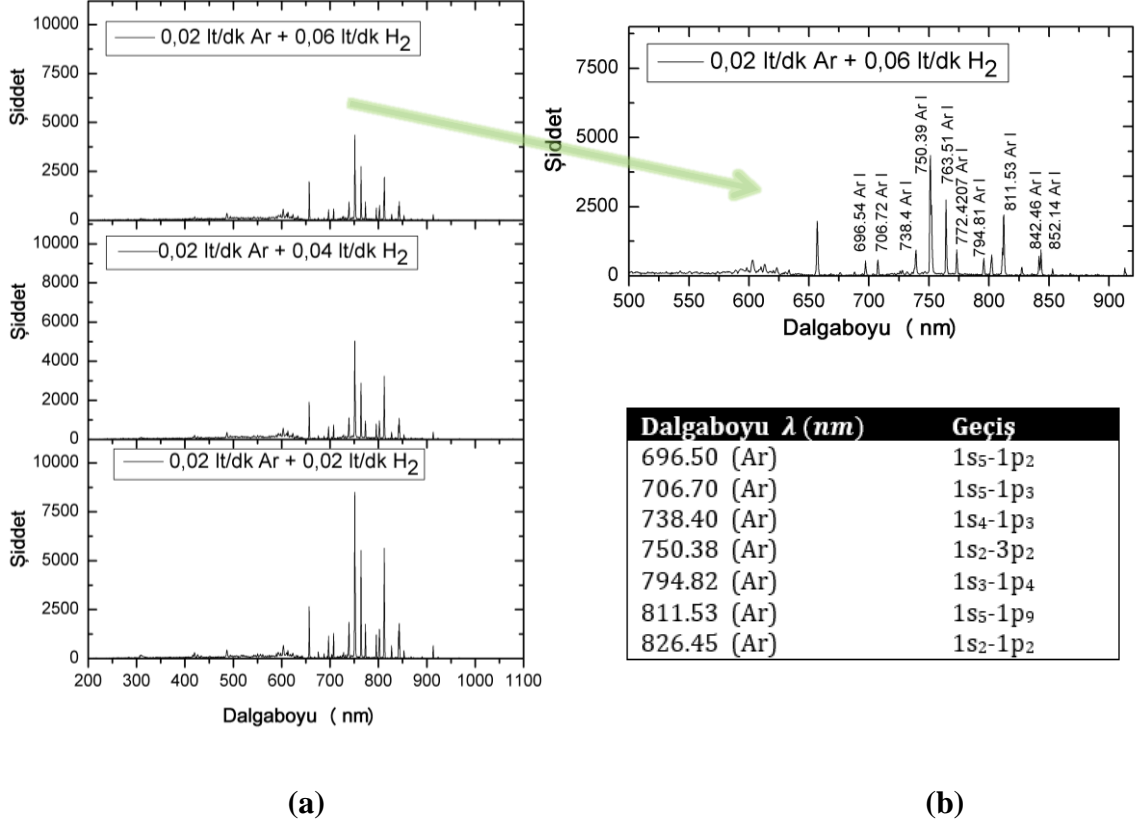 0,02 lt/dk Ar + 0,06 lt/dk H2
Şiddet
10000
7500
5000
2500
0
0,02 lt/dk Ar + 0,04 lt/dk H2
Şiddet
10000
8000
6000
4000
2000
0
0,02 lt/dk Ar + 0,02 lt/dk H2
Şiddet
10000
7500
5000
2500
0
200 300 400 500 600 700 800 900 1000 1100
Dalgaboyu ( nm)
(a)
0,02 lt/dk Ar + 0,06 lt/dk H2
Şiddet
7500
5000
2500
0
696.54 Ar I
706.72 Ar I
738.4 Ar I
750.39 Ar I
763.51 Ar I
772.4207 Ar I
794.81 Ar I
811.53 Ar I
842.46 Ar I
852.14 Ar I
500 550 600 650 700 750 800 850 900
Dalgaboyu ( nm)
Dalgaboyu λ (nm) Geçiş
696.50 (Ar) 1s5-1p2
706.70 (Ar) 1s5-1p3
738.40 (Ar) 1s4-1p3
750.38 (Ar) 1s2-3p2
794.82 (Ar) 1s3-1p4
811.53 (Ar) 1s5-1p9
826.45 (Ar) 1s2-1p2
(b)